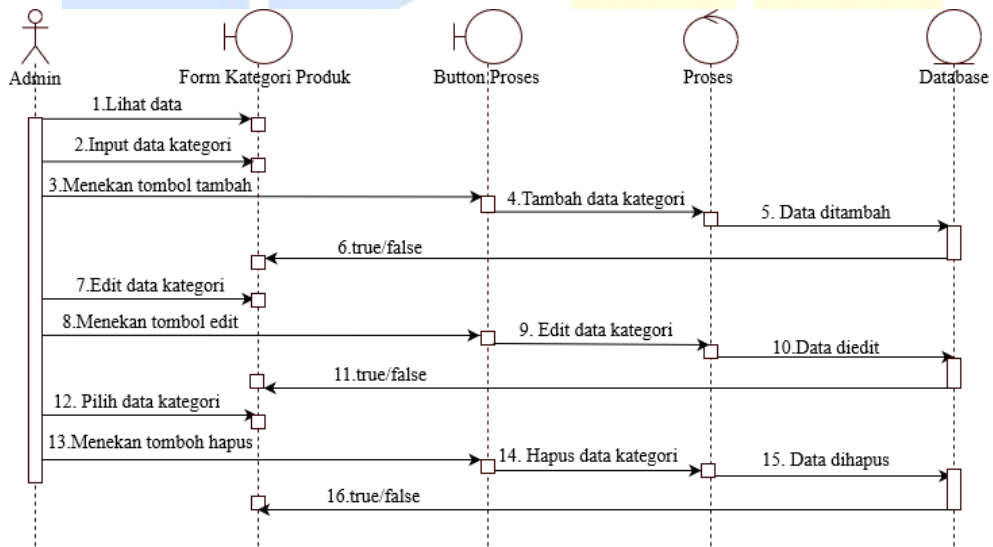 Admin
Form Kategori Produk
Button Proses
Proses
Database
1.Lihat data
2.Input data kategori
3.Menekan tombol tambah
4.Tambah data kategori
5. Data ditambah
6.true/false
7.Edit data kategori
8.Menekan tombol edit
9. Edit data kategori
10.Data diedit
11.true/false
12. Pilih data kategori
13.Menekan tomboh hapus
14. Hapus data kategori
15. Data dihapus
16.true/false